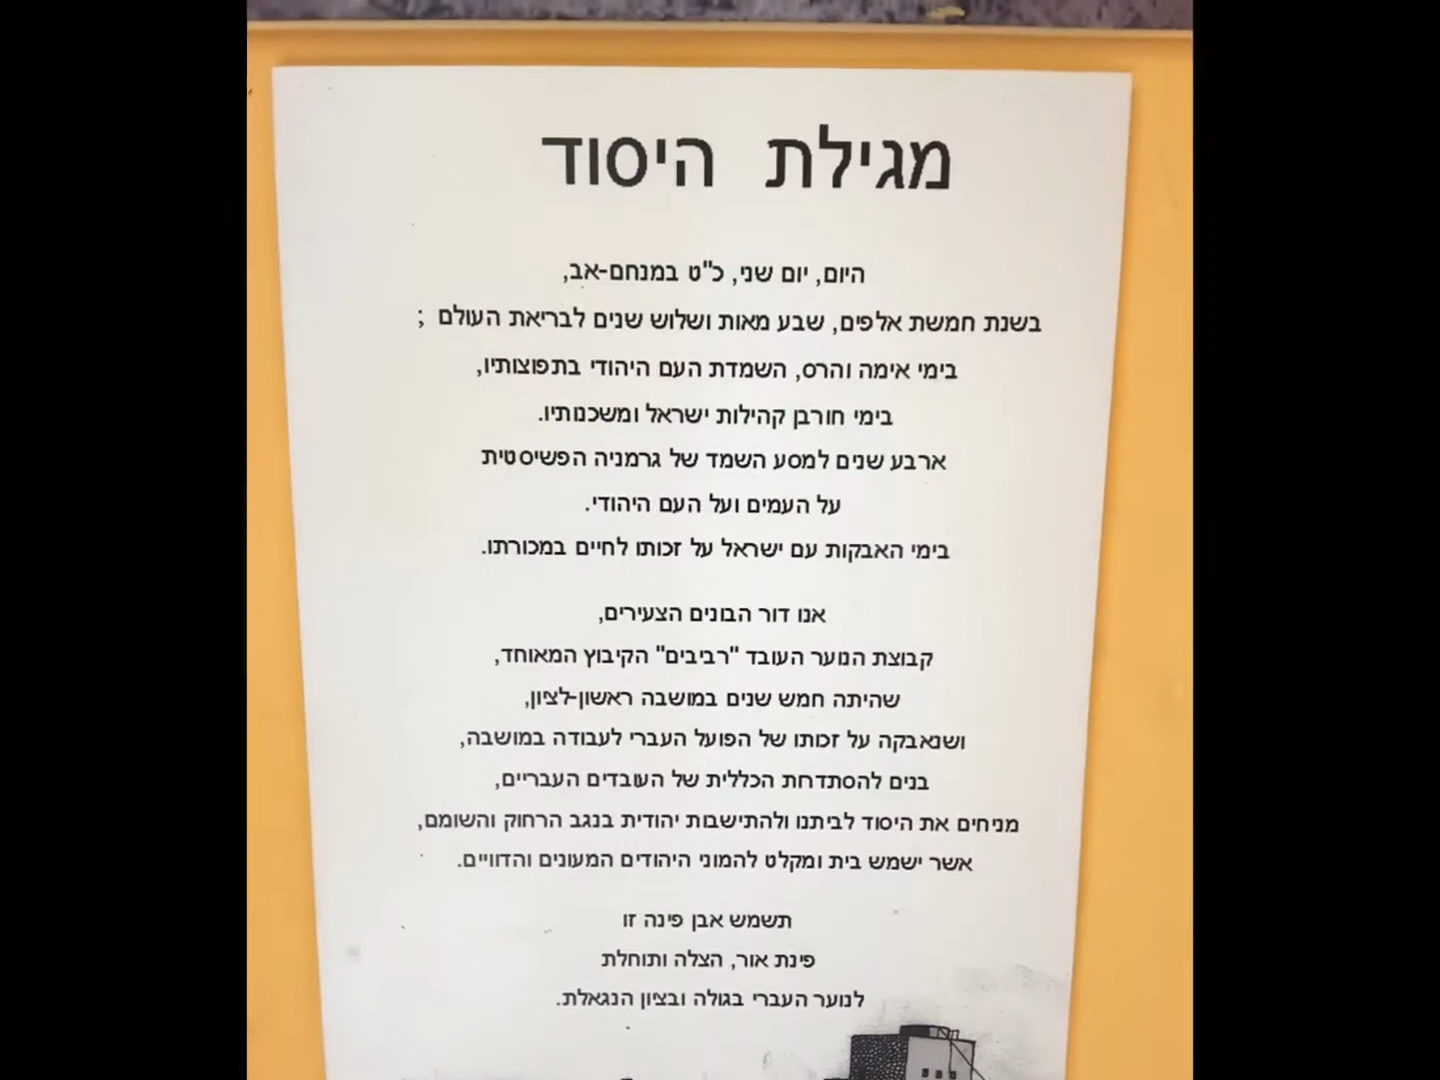 מגילת היסוד
היום, יום שני, כ"ט במנחם-אב,
בשנת חמשת אלפים, שבע מאות ושלוש שנים לבריאת העולם ;
בימי אימה והרס, השמדת העם היהודי בתפוצותיו,
בימי חורבן קהילות ישראל ומשכנותיו.
ארבע שנים למסע השמד של גרמניה הפשיסטית
על העמים ועל העם היהודי.
בימי האבקות עם ישראל על זכותו לחיים במכורתו.
אנו דור הבונים הצעירים,
קבוצת הנוער העובד "רביבים" הקיבוץ המאוחד,
שהיתה חמש שנים במושבה ראשון-לציון,
ושנאבקה על זכותו של הפועל העברי לעבודה במושבה,
בנים להסתדרות הכללית של העובדים העבריים,
מניחים את היסוד לביתנו ולהתישבות יהודית בנגב הרחוק והשומם,
אשר ישמש בית ומקלט להמוני היהודים המעונים והדוויים.
תשמש אבן פינה זו
פינת אור, הצלה ותוחלת
לנוער העברי בגולה ובציון הנגאלת.